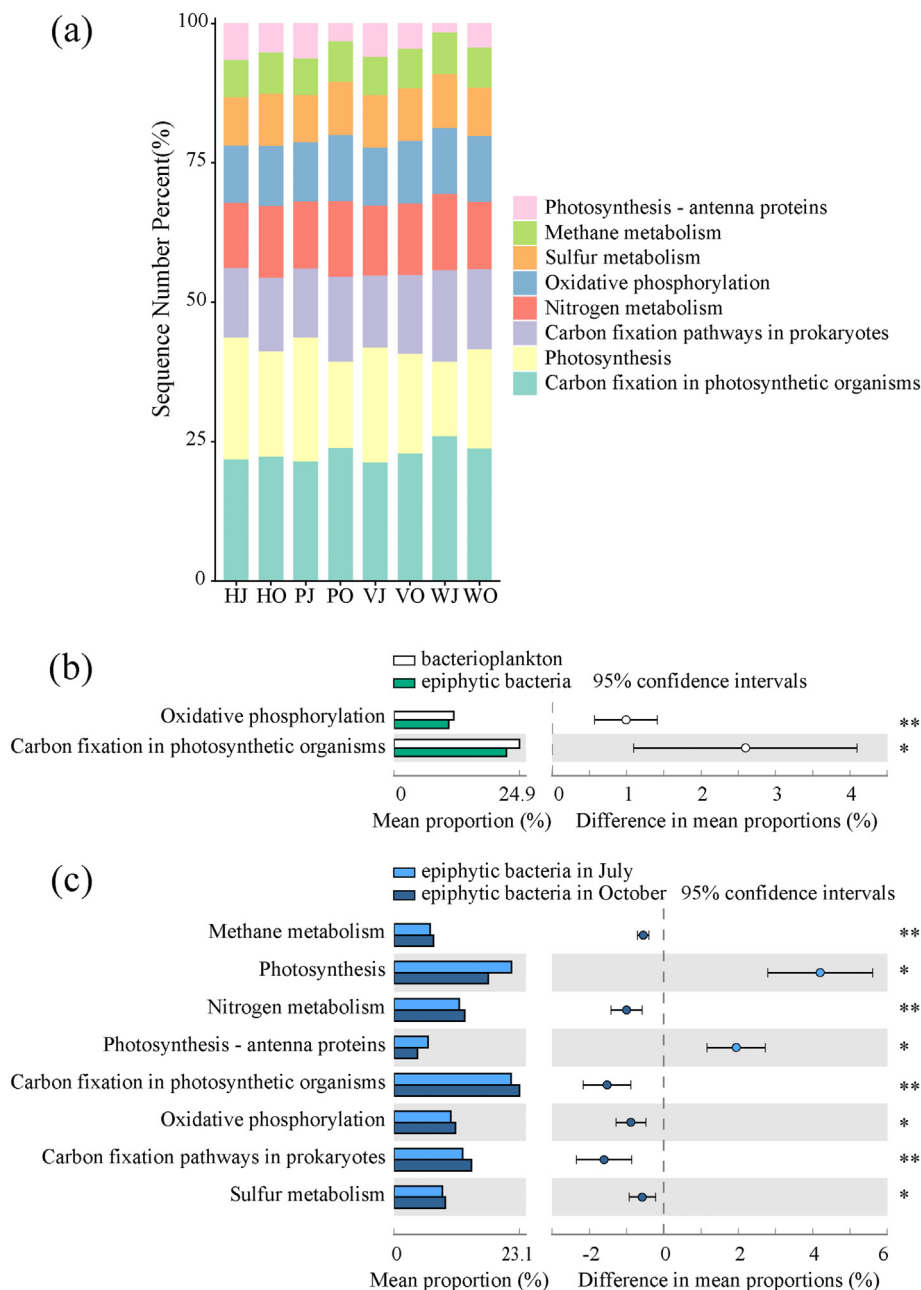 (a)
Sequence Number Percent(%)
100
75
50
25
0
HJ HO PJ PO VJ VO WJ WO
Photosynthesis - antenna proteins
Methane metabolism
Sulfur metabolism
Oxidative phosphorylation
Nitrogen metabolism
Carbon fixation pathways in prokaryotes
Photosynthesis
Carbon fixation in photosynthetic organisms
(b)
bacterioplankton
epiphytic bacteria 95% confidence intervals
Oxidative phosphorylation **
Carbon fixation in photosynthetic organisms *
0 24.9 0 1 2 3 4
Mean proportion (%) Difference in mean proportions (%)
(c)
epiphytic bacteria in July
epiphytic bacteria in October 95% confidence intervals
Methane metabolism **
Photosynthesis *
Nitrogen metabolism **
Photosynthesis - antenna proteins *
Carbon fixation in photosynthetic organisms **
Oxidative phosphorylation *
Carbon fixation pathways in prokaryotes **
Sulfur metabolism *
0 23.1 -2 0 2 4 6
Mean proportion (%) Difference in mean proportions (%)